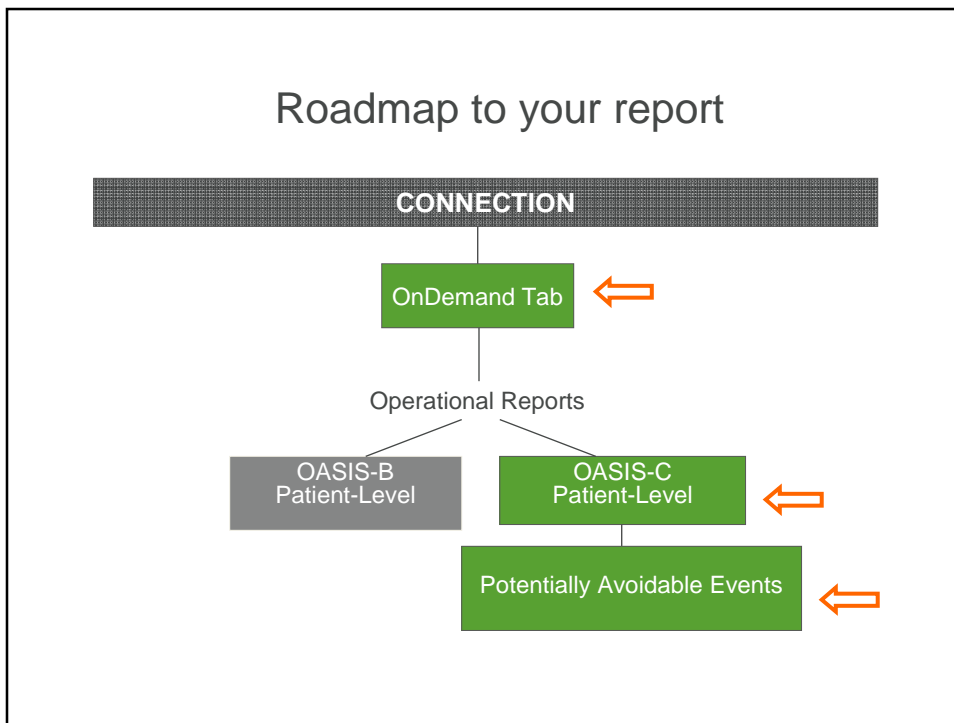 Roadmap to your report
CONNECTION
OnDemand Tab
Operational Reports
OASIS-B
Patient-Level
OASIS-C
Patient-Level
Potentially Avoidable Events